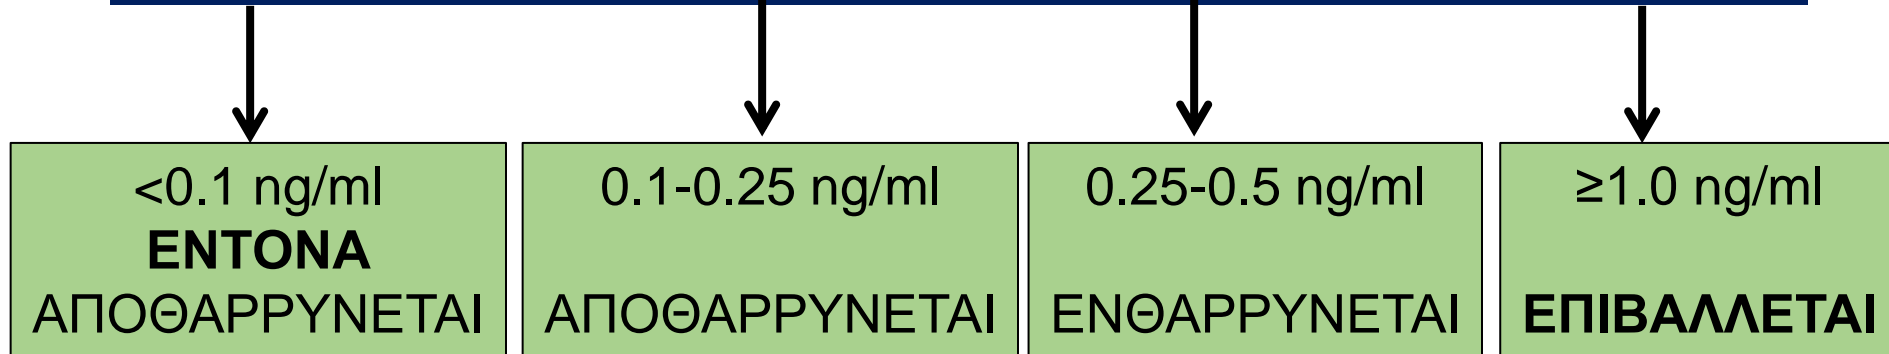 <0.1 ng/ml
ΕΝΤΟΝΑ
ΑΠΟΘΑΡΡΥΝΕΤΑΙ
0.1-0.25 ng/ml
ΑΠΟΘΑΡΡΥΝΕΤΑΙ
0.25-0.5 ng/ml
ΕΝΘΑΡΡΥΝΕΤΑΙ
≥1.0 ng/ml
ΕΠΙΒΑΛΛΕΤΑΙ